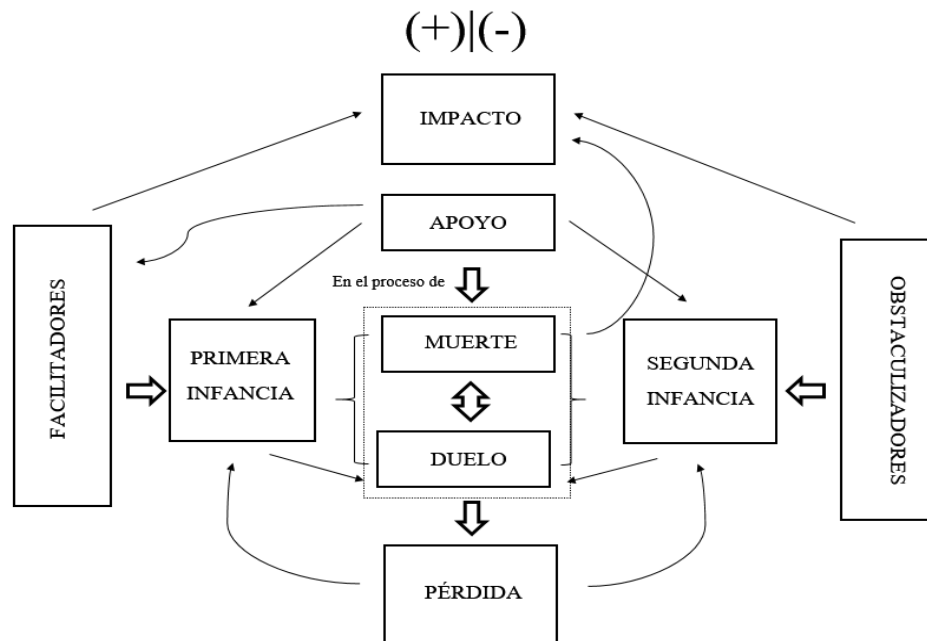 (+)|(-)
IMPACTO
APOYO
En el proceso de
FACILITADORES
PRIMERA
INFANCIA
MUERTE
DUELO
SEGUNDA
INFANCIA
OBSTACULIZADORES
PÉRDIDA